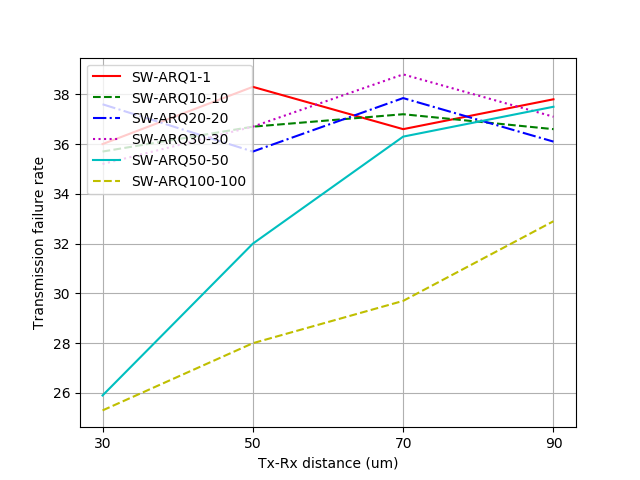 SW-ARQ1-1
SW-ARQ10-10
SW-ARQ20-20
SW-ARQ30-30
SW-ARQ50-50
SW-ARQ100-100
38
36
34
32
30
28
26
Transmission failure rate
30 50 70 90
Tx-Rx distance (um)